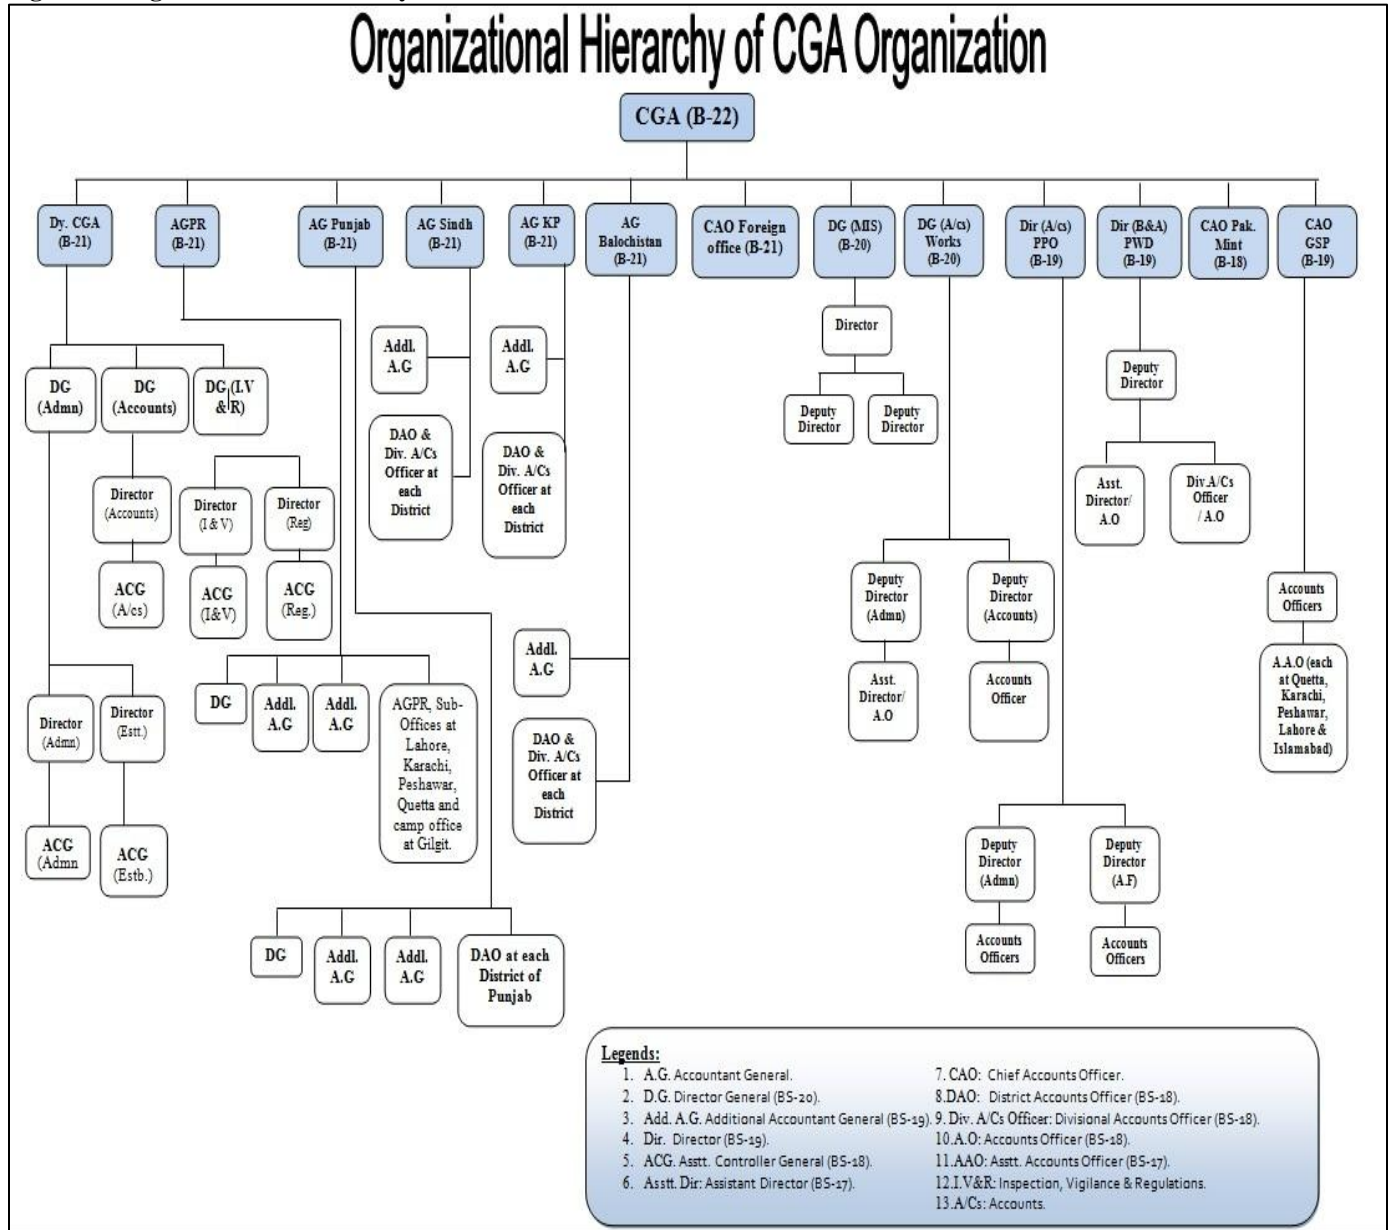 Organizational Hierarchy of CGA Organization
CGA (B-22)
Dy. CGA
(B-21)
AGPR
(B-21)
AG Punjab
(B-21)
AG Sindh
(B-21)
AG KP
(B-21)
AG
Balochistan
(B-21)
CAO Foreign
office (B-21)
DG (MIS)
(B-20)
DG (A/cs)
Works
(B-20)
Dir (A/cs)
PPO
(B-19)
Dir (B&A)
PWD
(B-19)
CAO Pak.
Mint
(B-18)
CAO
GSP
(B-19)
DG
(Admn)
DG
(Accounts)
DG (I.V
& R)
Director
(Accounts)
Director
(I & V)
Director
(Reg)
ACG
(A/cs)
ACG
(I&V)
ACG
(Reg.)
Director
(Admn)
Director
(Estt.)
ACG
(Admn
ACG
(Estb.)
DG
Addl.
A.G
Addl.
A.G
AGPR, Sub-
Offices at
Lahore,
Karachi,
Peshawar,
Quetta and
camp office
at Gilgit.
DG
Addl.
A.G
Addl.
A.G
DAO at each
District of
Punjab
Addl.
A.G
DAO &
Div. A/Cs
Officer at
each
District
Addl.
A.G
DAO &
Div. A/Cs
Officer at
each
District
Addl.
A.G
DAO &
Div. A/Cs
Officer at
each
District
Director
Deputy
Director
Deputy
Director
Deputy
Director
(Admn)
Deputy
Director
(Accounts)
Asst.
Director/
A.O
Accounts
Officer
Deputy
Director
(Admn)
Deputy
Director
(A.F)
Accounts
Officers
Accounts
Officers
Deputy
Director
Asst.
Director/
A.O
Div.A/Cs
Officer
/ A.O
Accounts
Officers
A.A.O (each
at Quetta,
Karachi,
Peshawar,
Lahore &
Islamabad)
Legends:
1. A.G. Accountant General.
2. D.G. Director General (BS-20).
3. Add. A.G. Additional Accountant General (BS-19).
4. Dir. Director (BS-19).
5. ACG. Asstt. Controller General (BS-18).
6. Asstt. Dir: Assistant Director (BS-17).
7. CAO: Chief Accounts Officer.
8.DAO: District Accounts Officer (BS-18).
9. Div. A/Cs Officer: Divisional Accounts Officer (BS-18).
10. A.O: Accounts Officer (BS-18).
11. AAO: Asstt. Accounts Officer (BS-17).
12.I.V&R: Inspection, Vigilance & Regulations.
13. A/Cs: Accounts.